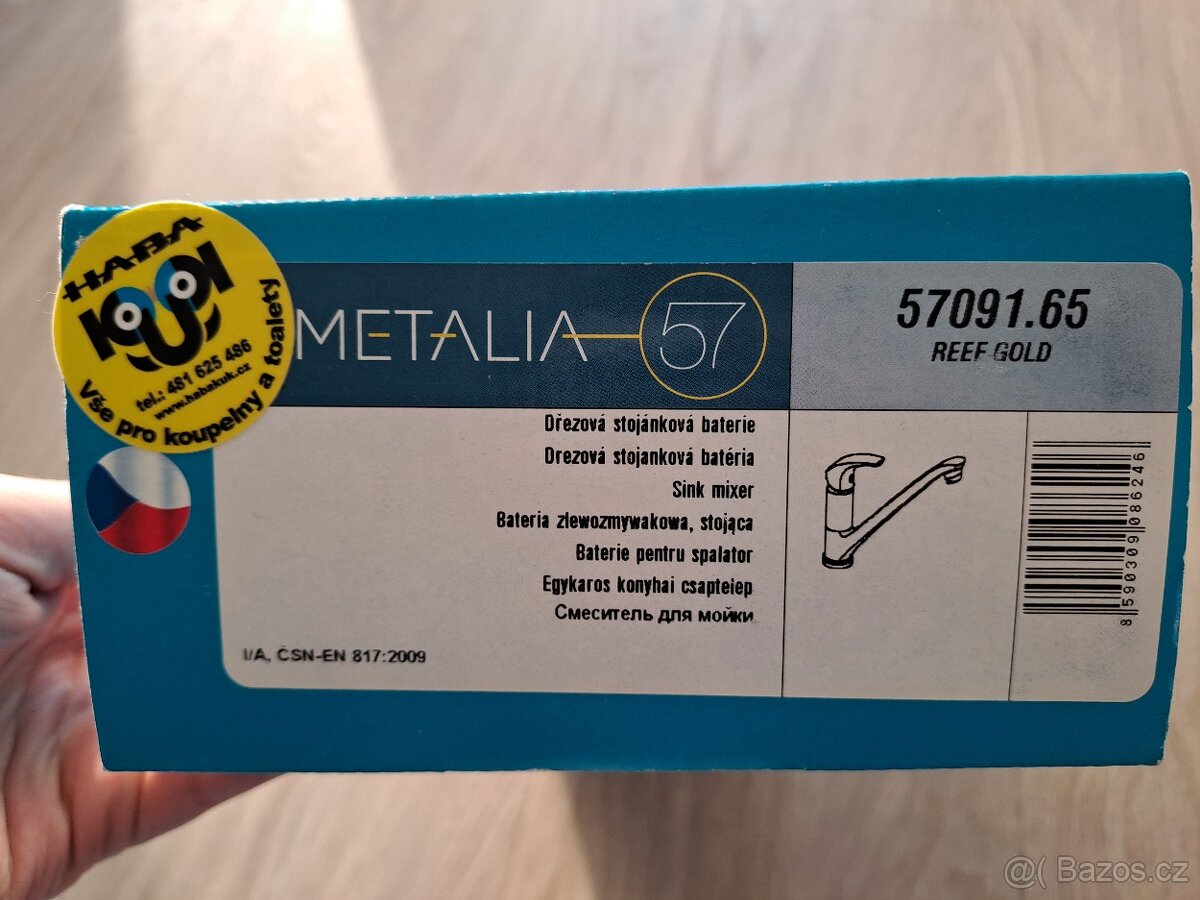 HABA
KUK
tel.: 481 625 486
www.habakuk.cz
Vše pro koupelny a toalety
METALIA 57
57091.65
REEF GOLD
Dřezová stojánková baterie
Drezová stojanková batéria
Sink mixer
Bateria zlewozmywakowa, stojąca
Baterie pentru spalator
Egykaros konyhai csaptelep
Смеситель для мойки
I/A, ČSN-EN 817:2009
8 590309 086246
@( Bazos.cz